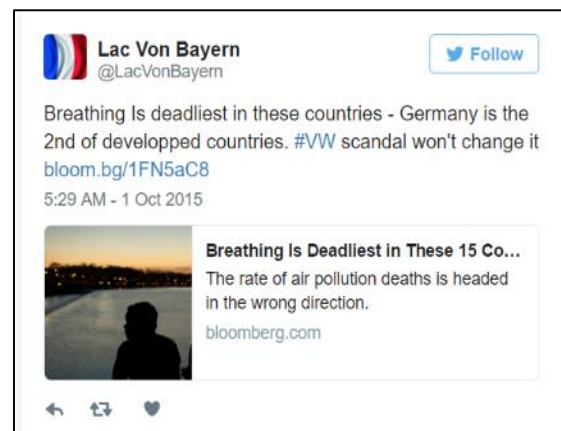 Lac Von Bayern
@LacVonBayern
Follow
Breathing Is deadliest in these countries - Germany is the
2nd of developped countries. #VW scandal won't change it
bloom.bg/1FN5aC8
5:29 AM - 1 Oct 2015
Breathing Is Deadliest in These 15 Co...
The rate of air pollution deaths is headed
in the wrong direction.
bloomberg.com